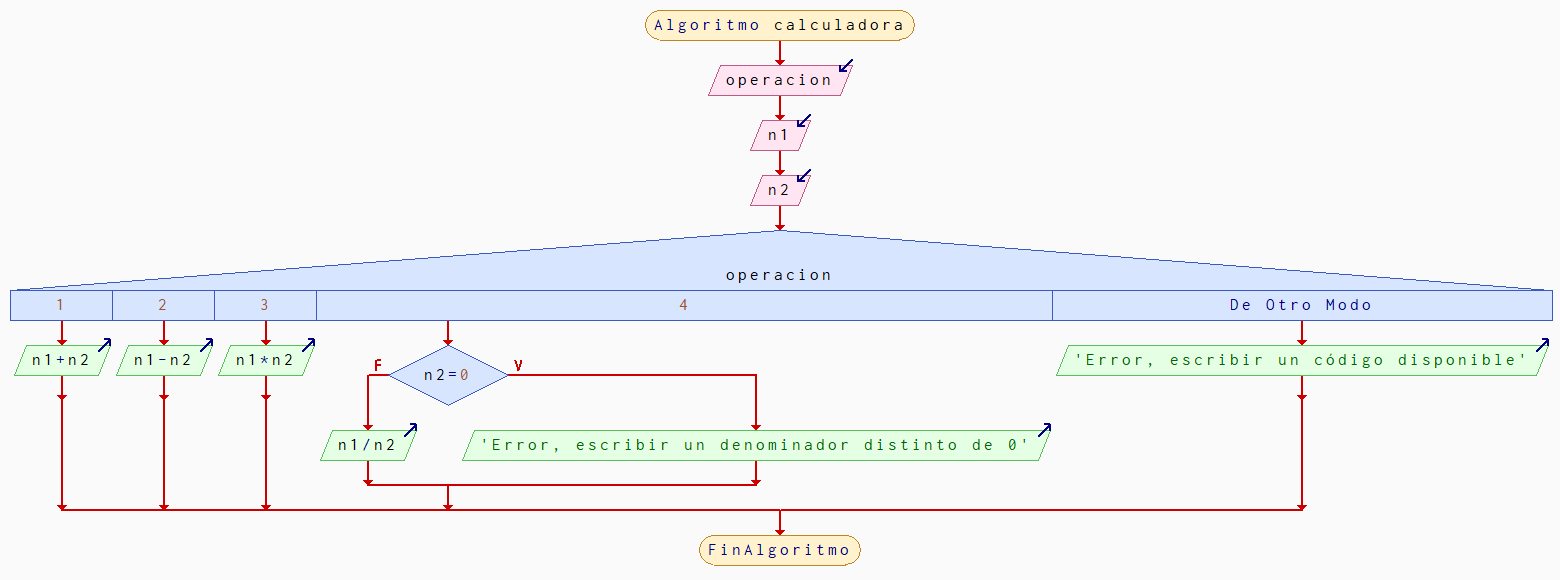 Algoritmo calculadora
operacion
n1
n2
operacion
1 2 3 4 De Otro Modo
n1+n2 n1-n2 n1*n2 F n2=0 V 'Error, escribir un código disponible'
n1/n2 'Error, escribir un denominador distinto de 0'
FinAlgoritmo